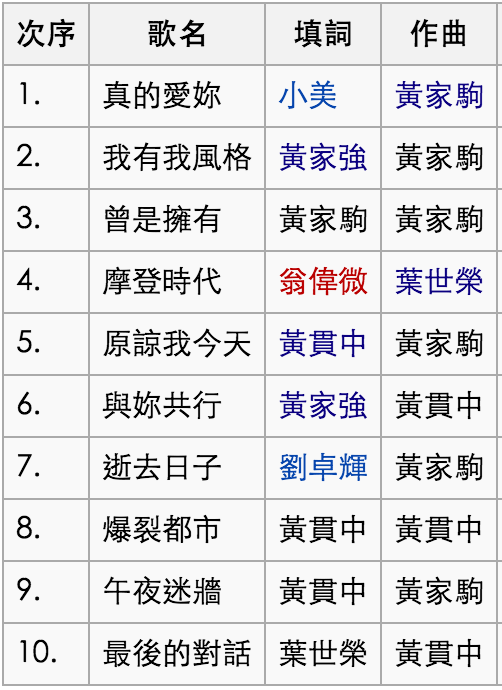 次序 歌名 填詞 作曲
1. 真的愛妳 小美 黃家駒
2. 我有我風格 黃家強 黃家駒
3. 曾是擁有 黃家駒 黃家駒
4. 摩登時代 翁偉微 葉世榮
5. 原諒我今天 黃貫中 黃家駒
6. 與妳共行 黃家強 黃貫中
7. 逝去日子 劉卓輝 黃家駒
8. 爆裂都市 黃貫中 黃貫中
9. 午夜迷牆 黃貫中 黃家駒
10. 最後的對話 葉世榮 黃貫中